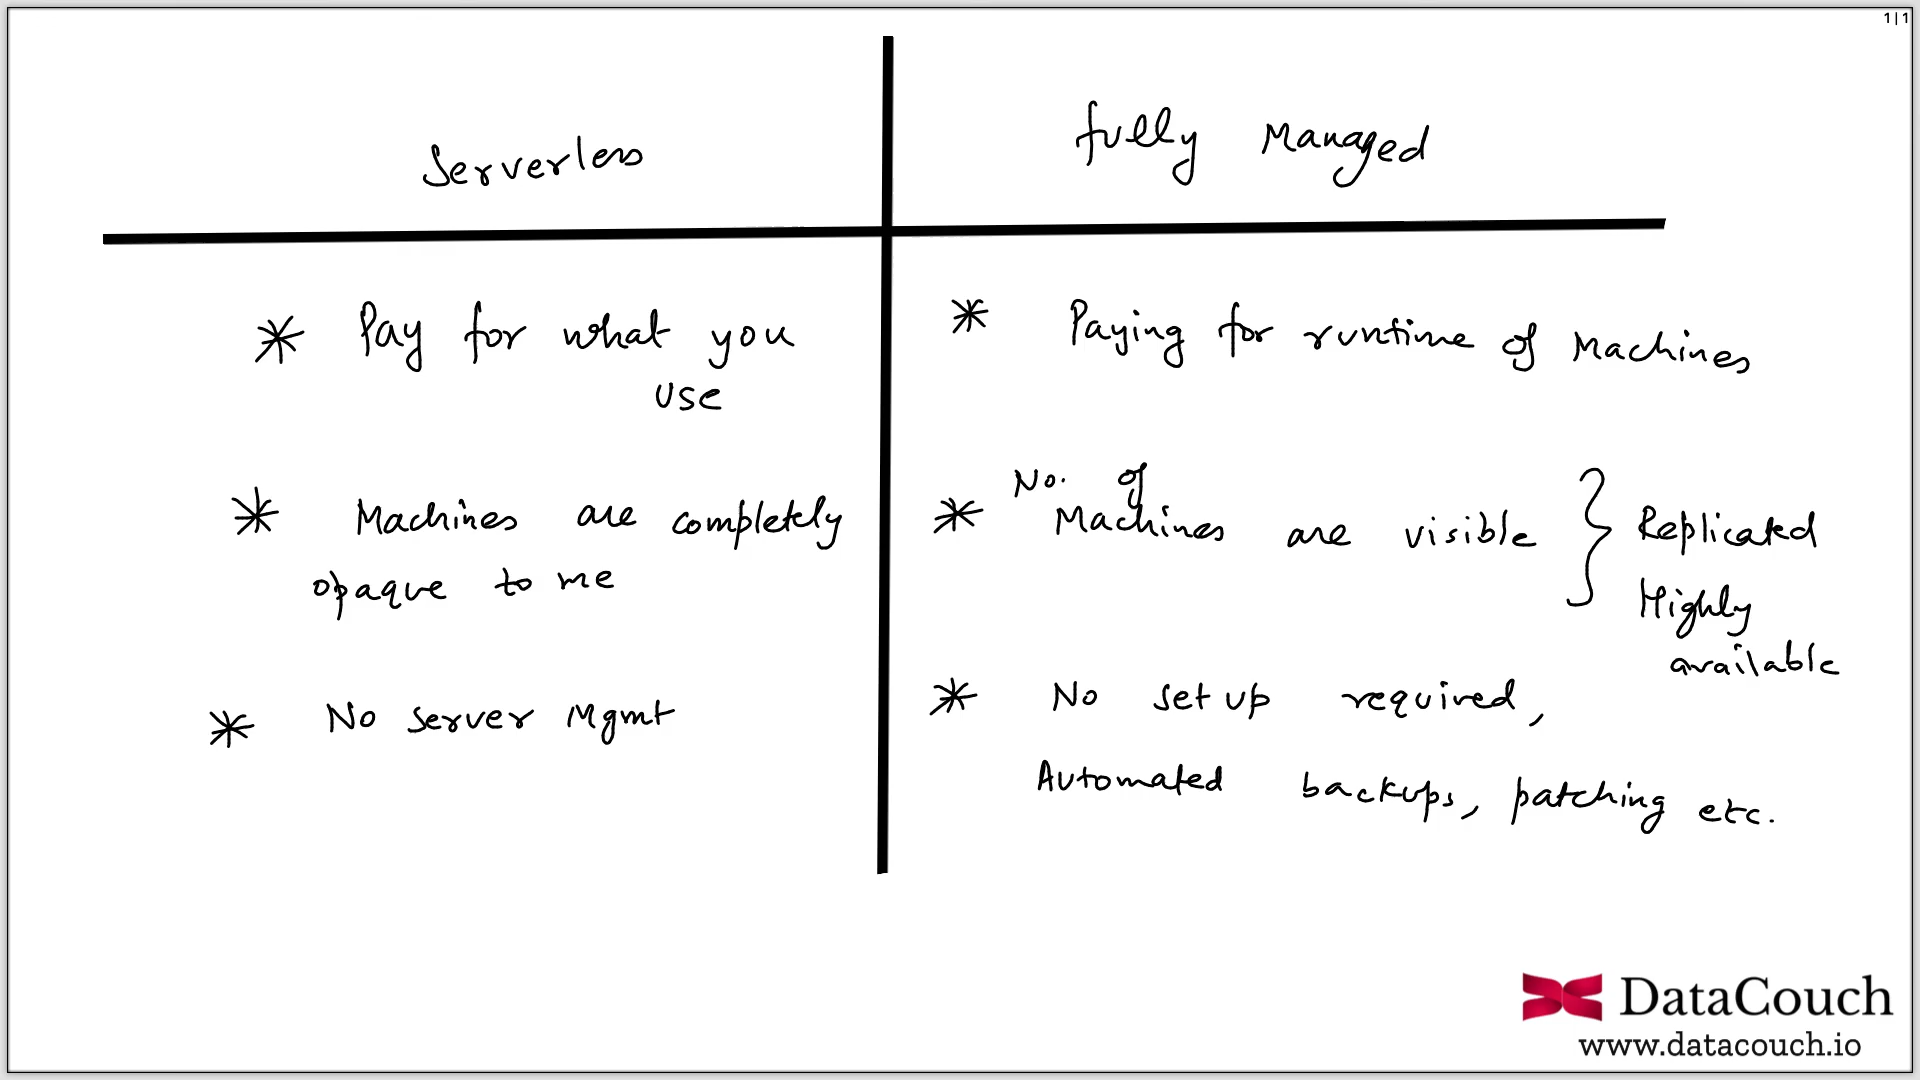 1|1
Serverless
fully Managed
* Pay for what you
use
* Machines are completely
opaque to me
* No server Mgmt
* Paying for runtime of Machines
* No. of
Machines are visible } Replicated
Highly
available
* No set up required,
Automated backups, patching etc.
DataCouch
www.datacouch.io